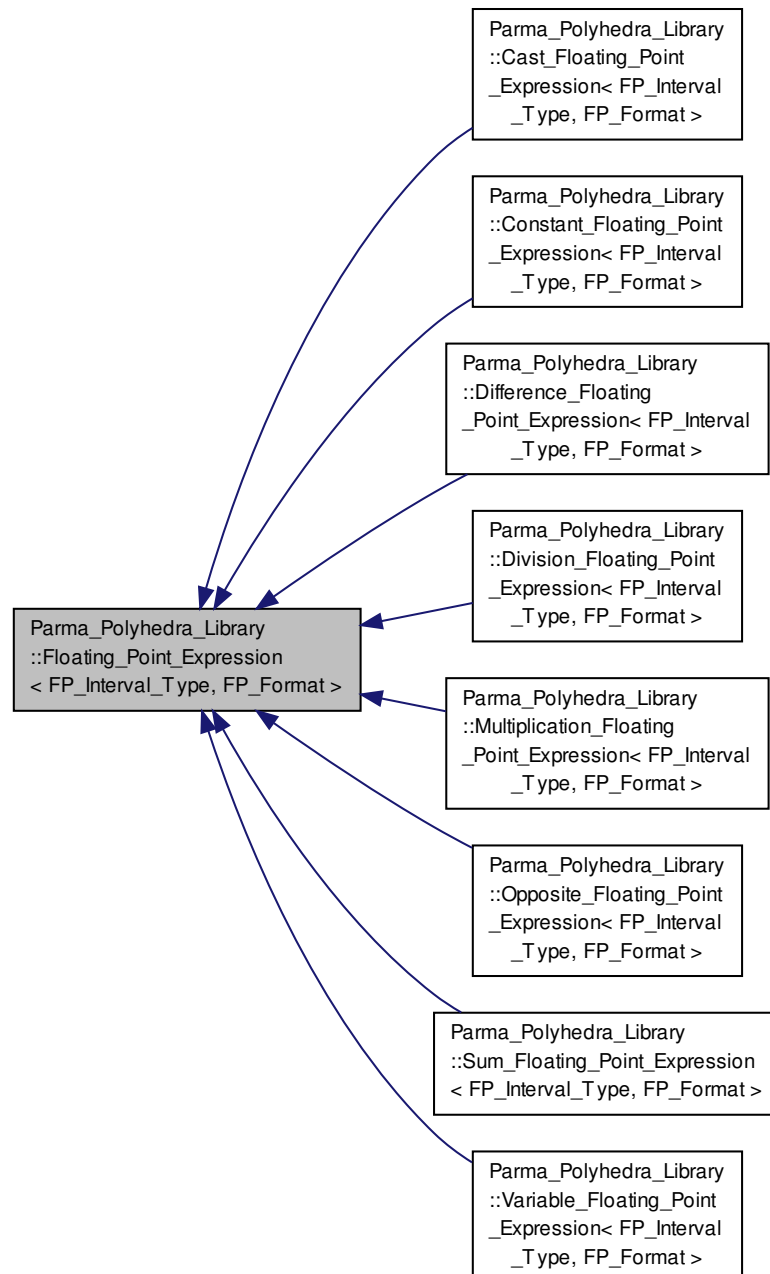 Parma_Polyhedra_Library
::Cast_Floating_Point
_Expression< FP_Interval
_Type, FP_Format >
Parma_Polyhedra_Library
::Constant_Floating_Point
_Expression< FP_Interval
_Type, FP_Format >
Parma_Polyhedra_Library
::Difference_Floating
_Point_Expression< FP_Interval
_Type, FP_Format >
Parma_Polyhedra_Library
::Division_Floating_Point
_Expression< FP_Interval
_Type, FP_Format >
Parma_Polyhedra_Library
::Floating_Point_Expression
< FP_Interval_Type, FP_Format >
Parma_Polyhedra_Library
::Multiplication_Floating
_Point_Expression< FP_Interval
_Type, FP_Format >
Parma_Polyhedra_Library
::Opposite_Floating_Point
_Expression< FP_Interval
_Type, FP_Format >
Parma_Polyhedra_Library
::Sum_Floating_Point_Expression
< FP_Interval_Type, FP_Format >
Parma_Polyhedra_Library
::Variable_Floating_Point
_Expression< FP_Interval
_Type, FP_Format >